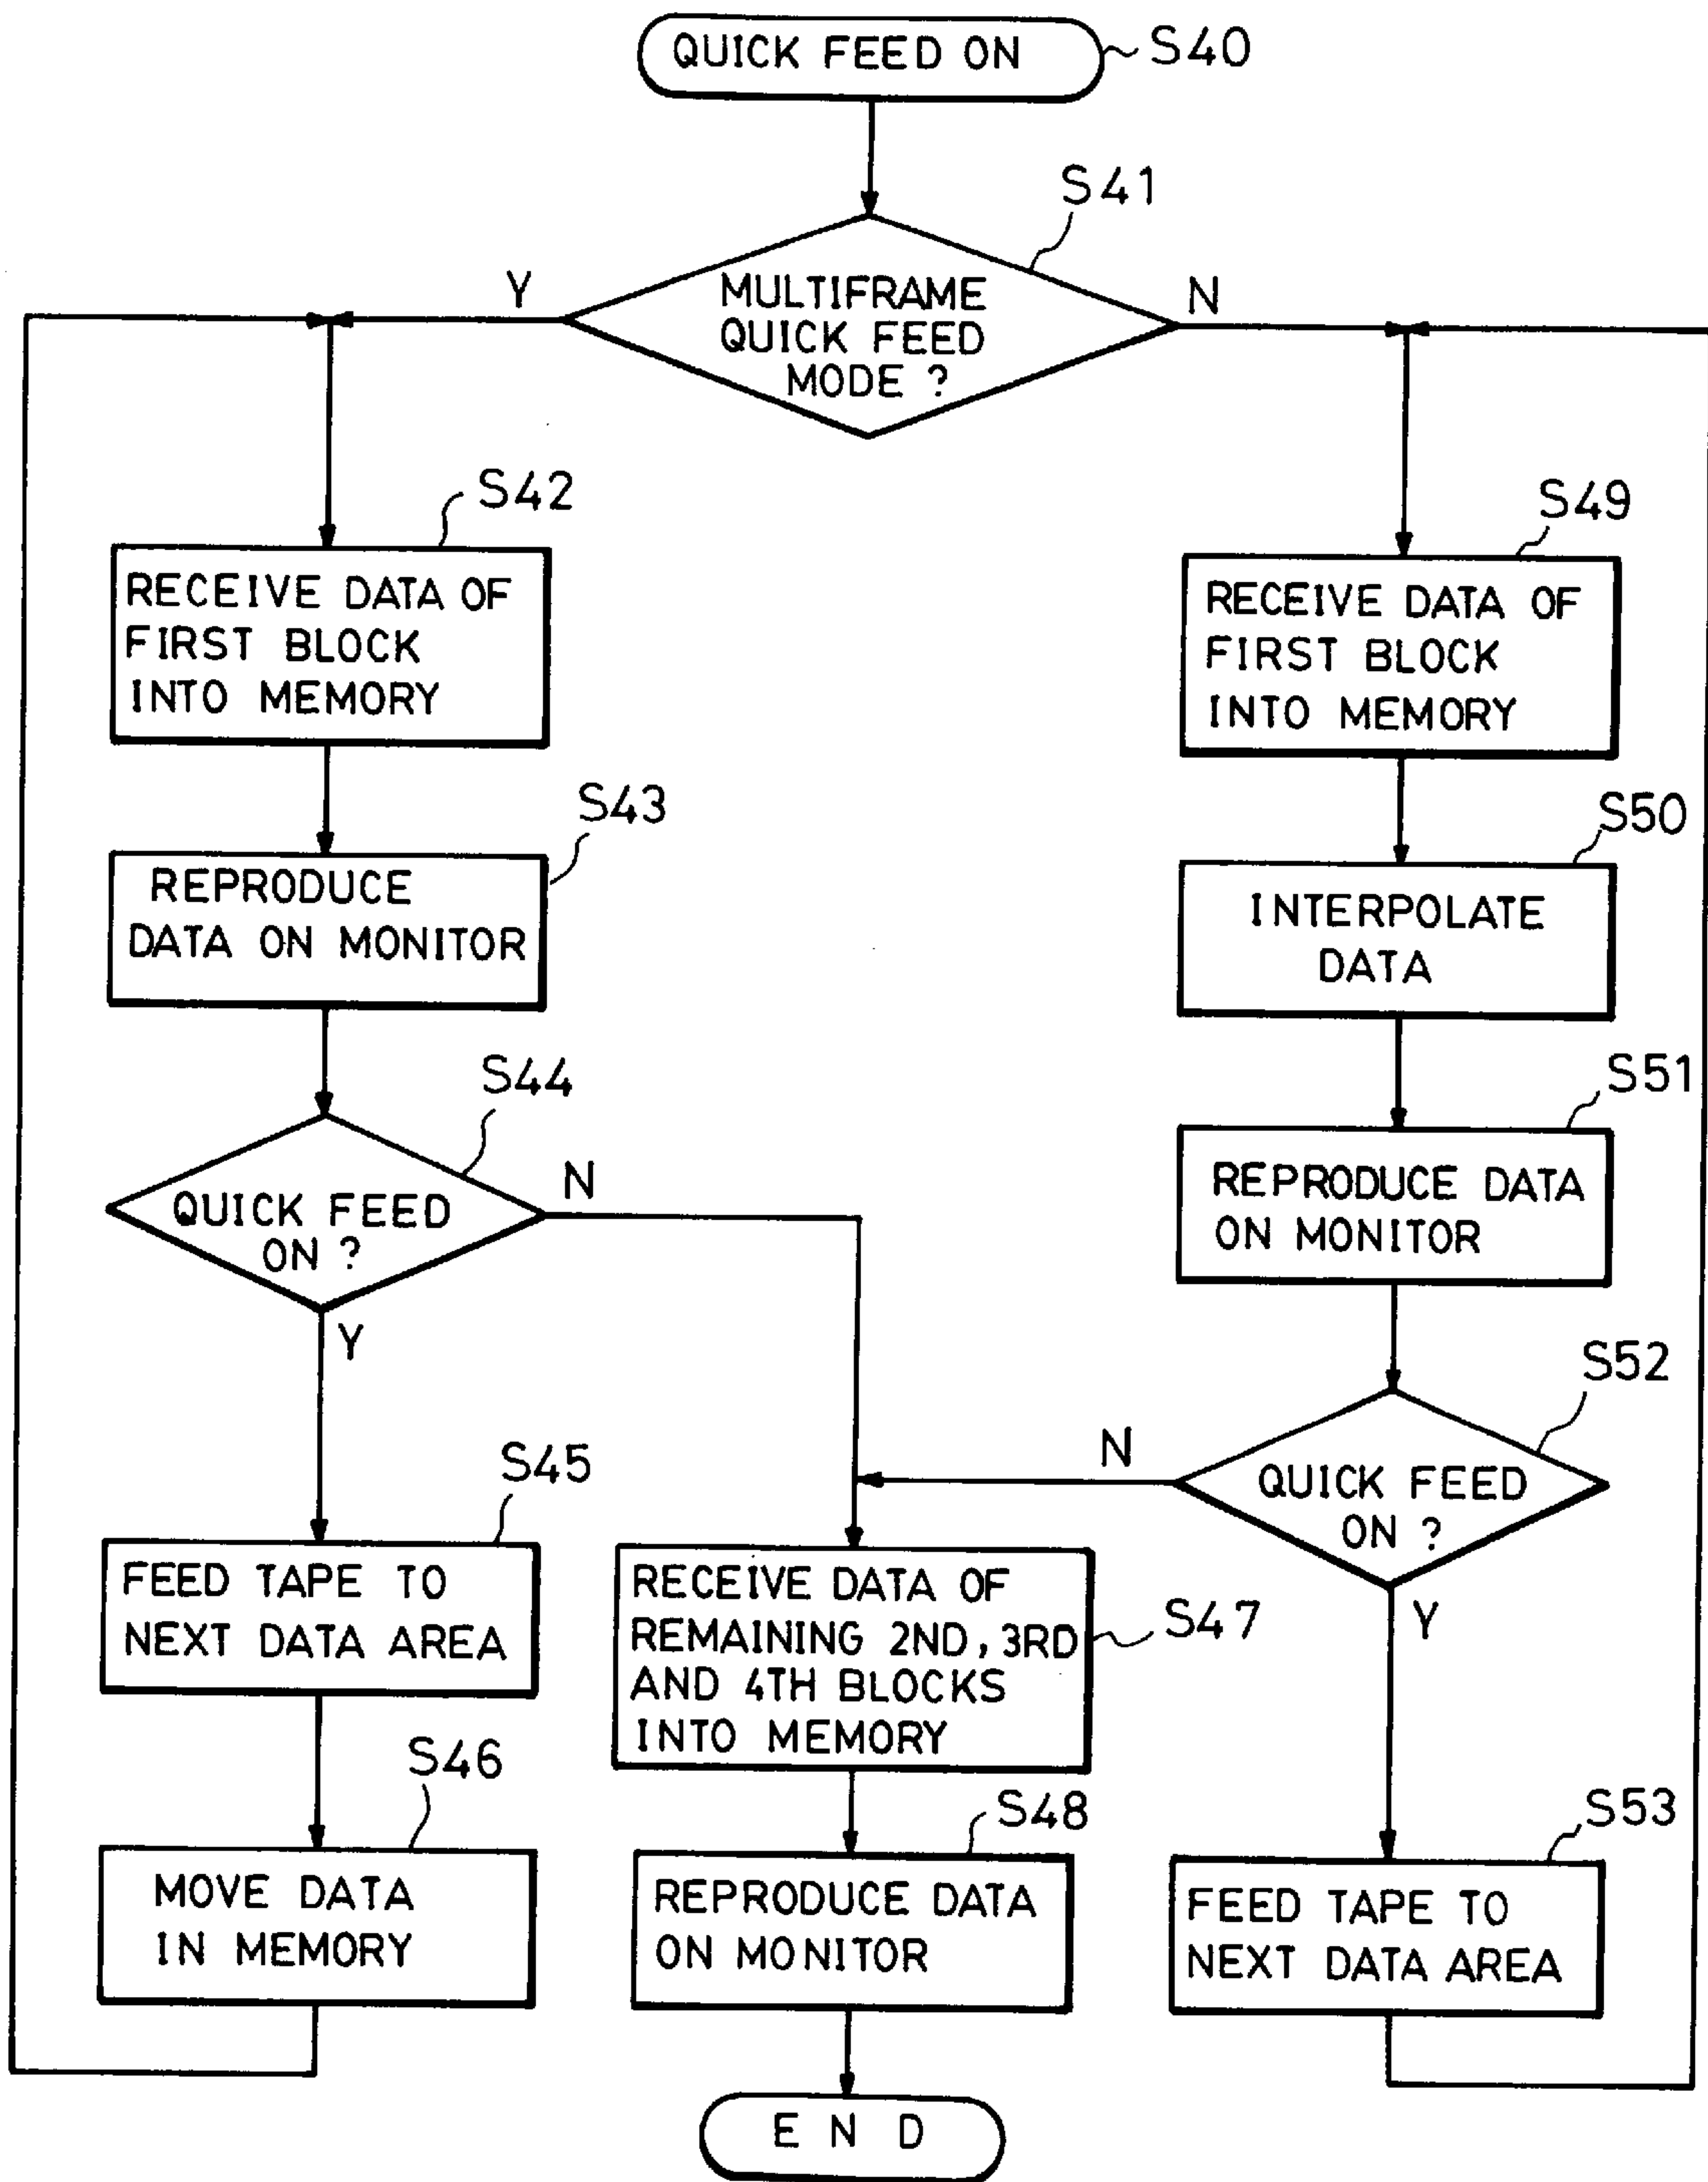 QUICK FEED ON
S40
S41
MULTIFRAME
QUICK FEED
MODE ?
Y
N
S42
RECEIVE DATA OF
FIRST BLOCK
INTO MEMORY
S43
REPRODUCE
DATA ON MONITOR
S44
QUICK FEED
ON ?
N
Y
S45
FEED TAPE TO
NEXT DATA AREA
S46
MOVE DATA
IN MEMORY
S49
RECEIVE DATA OF
FIRST BLOCK
INTO MEMORY
S50
INTERPOLATE
DATA
S51
REPRODUCE DATA
ON MONITOR
S52
QUICK FEED
ON ?
N
Y
S53
FEED TAPE TO
NEXT DATA AREA
RECEIVE DATA OF
REMAINING 2ND, 3RD
AND 4TH BLOCKS
INTO MEMORY
S47
S48
REPRODUCE DATA
ON MONITOR
END